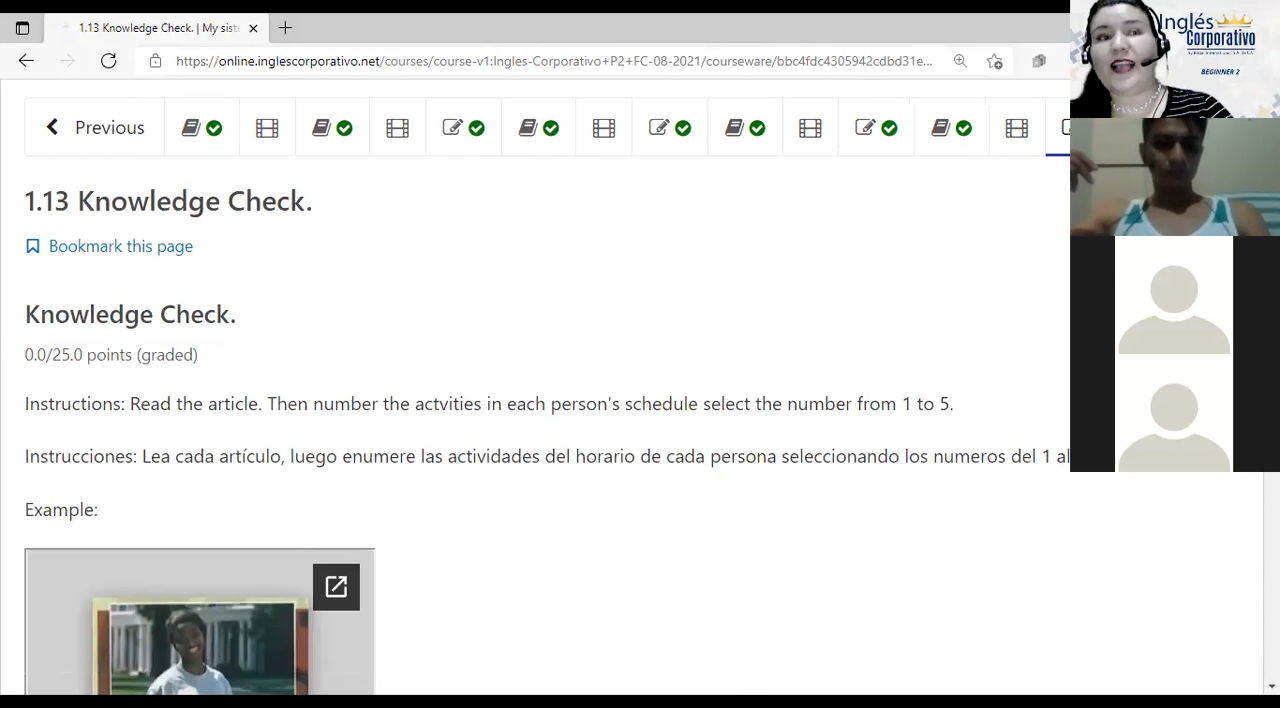 1.13 Knowledge Check. | My siste
https://online.inglescorporativo.net/courses/course-v1:Ingles-Corporativo+P2+FC-08-2021/courseware/bbc4fdc4305942cdbd31e...
Inglés
Corporativo
BEGINNER 2
Previous
1.13 Knowledge Check.
Bookmark this page
Knowledge Check.
0.0/25.0 points (graded)
Instructions: Read the article. Then number the actvities in each person's schedule select the number from 1 to 5.
Instrucciones: Lea cada artículo, luego enumere las actividades del horario de cada persona seleccionando los numeros del 1 al
Example: